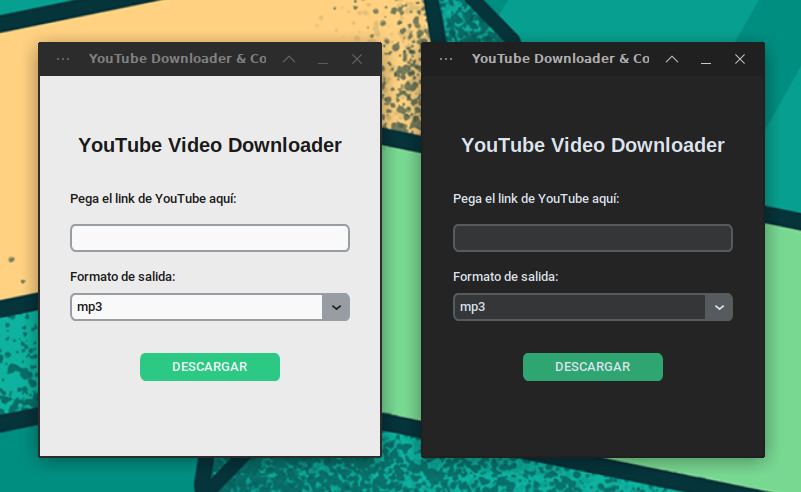 YouTube Downloader & Co
YouTube Video Downloader
Pega el link de YouTube aquí:
Formato de salida:
mp3
DESCARGAR
YouTube Downloader & Co
YouTube Video Downloader
Pega el link de YouTube aquí:
Formato de salida:
mp3
DESCARGAR